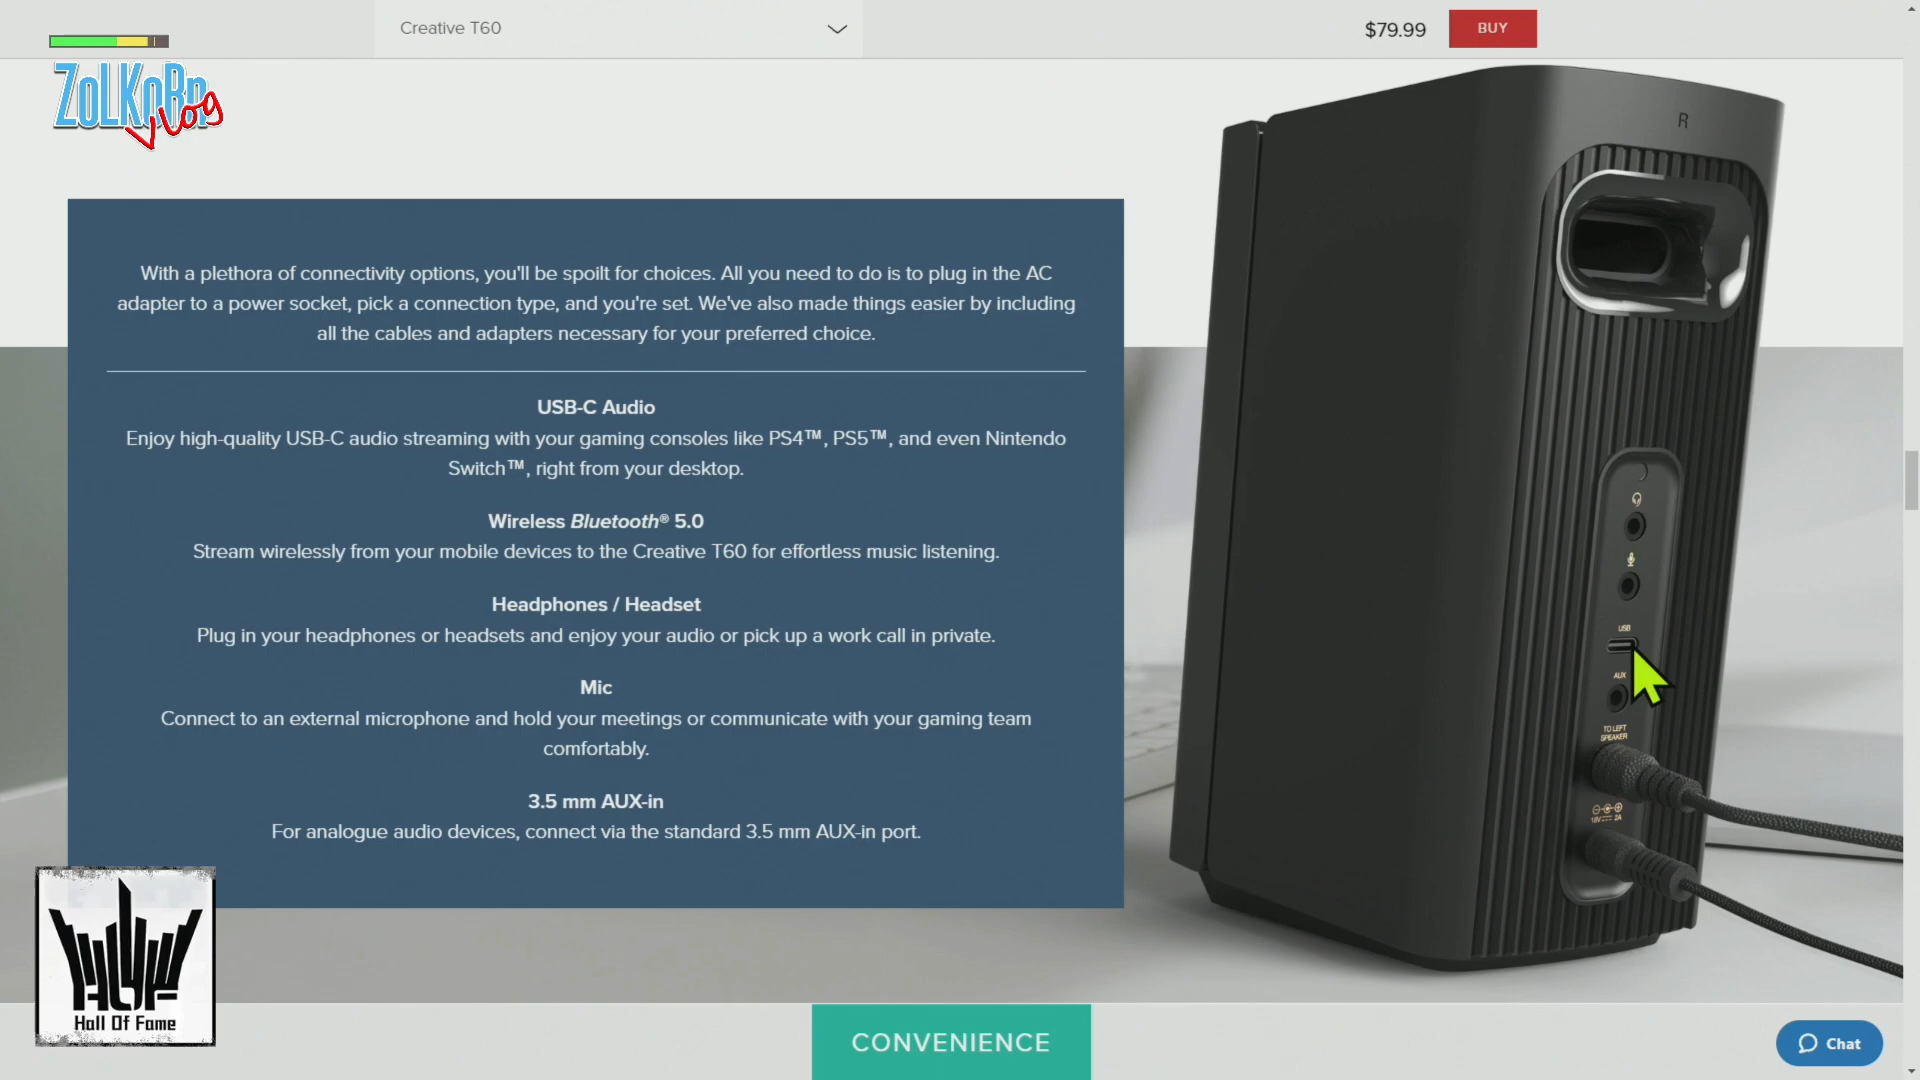 Creative T60
$79.99
BUY
ZOLKORN
Vlog
R
With a plethora of connectivity options, you'll be spoilt for choices. All you need to do is to plug in the AC
adapter to a power socket, pick a connection type, and you're set. We've also made things easier by including
all the cables and adapters necessary for your preferred choice.
USB-C Audio
Enjoy high-quality USB-C audio streaming with your gaming consoles like PS4™, PS5™, and even Nintendo
Switch™, right from your desktop.
Wireless Bluetooth® 5.0
Stream wirelessly from your mobile devices to the Creative T60 for effortless music listening.
Headphones / Headset
Plug in your headphones or headsets and enjoy your audio or pick up a work call in private.
Mic
Connect to an external microphone and hold your meetings or communicate with your gaming team
comfortably.
3.5 mm AUX-in
For analogue audio devices, connect via the standard 3.5 mm AUX-in port.
USB
AUX
TO LEFT
SPEAKER
18V 2A
HOF
Hall Of Fame
CONVENIENCE
Chat